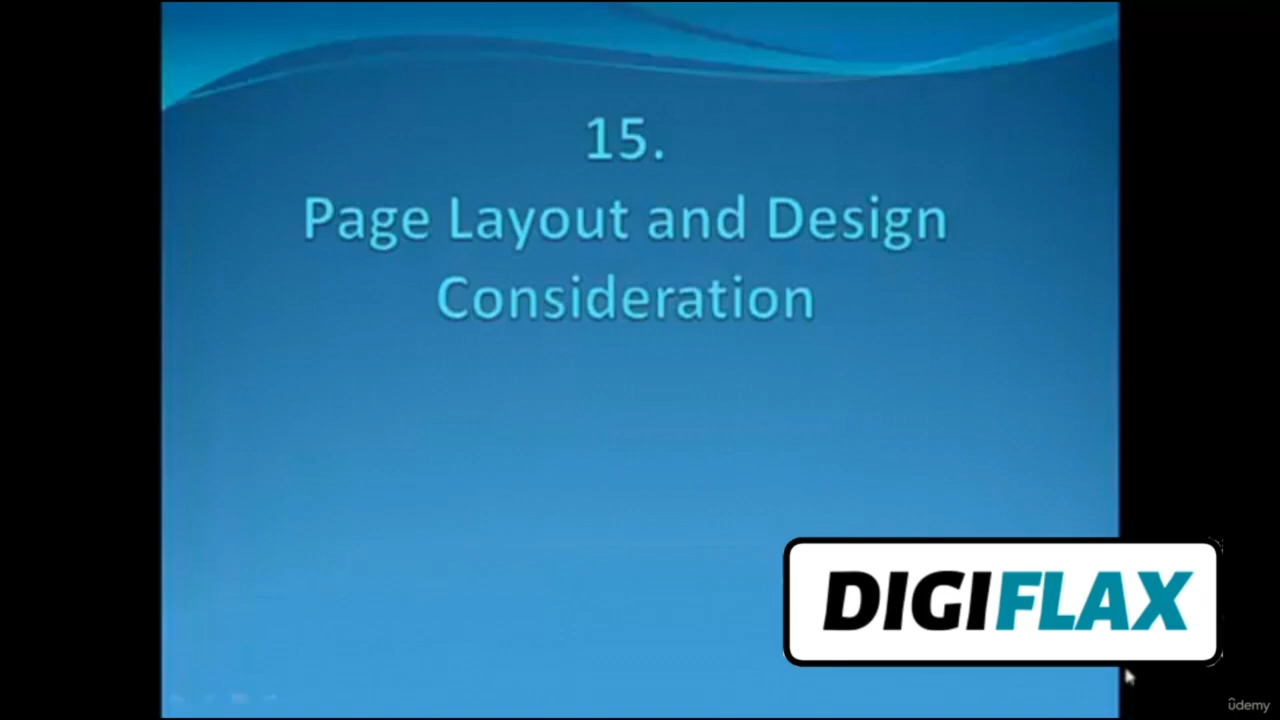 15.
Page Layout and Design
Consideration
DIGIFLAX
ûdemy